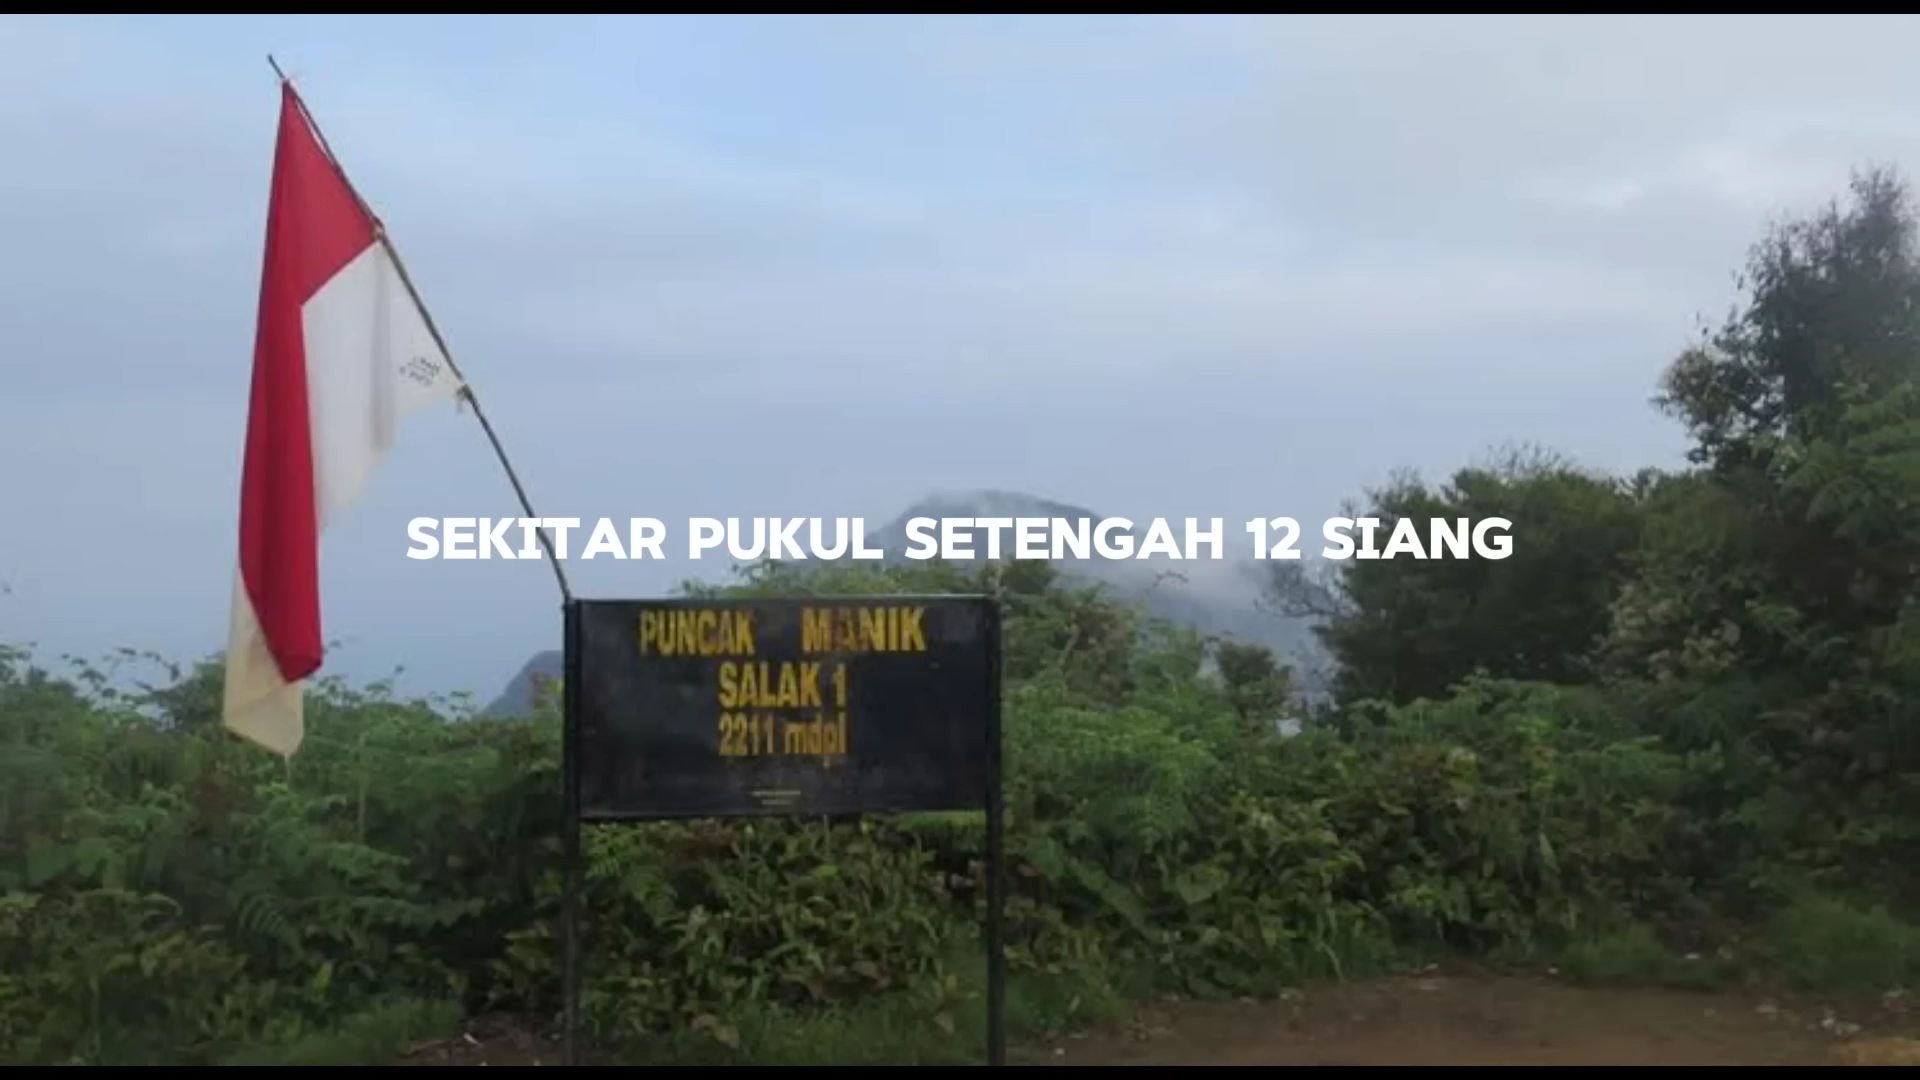 SEKITAR PUKUL SETENGAH 12 SIANG
PUNCAK MANIK
SALAK 1
2211 mdpl